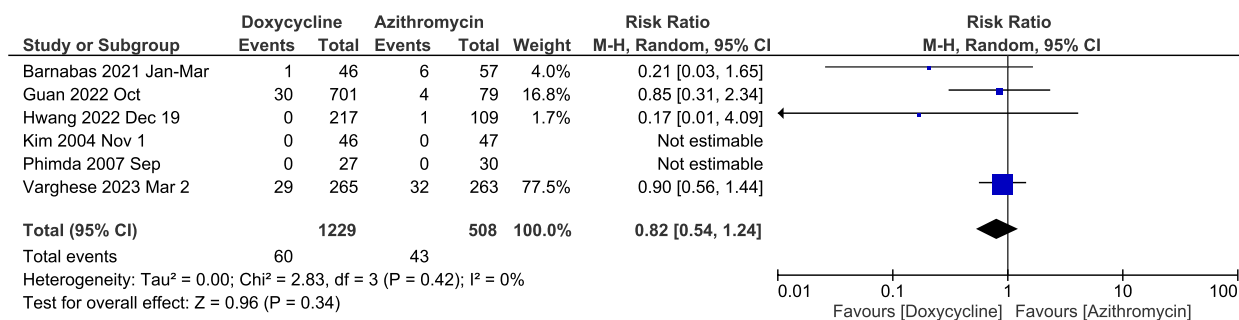 Doxycycline Azithromycin Risk Ratio Risk Ratio
Study or Subgroup Events Total Events Total Weight M-H, Random, 95% CI M-H, Random, 95% CI
Barnabas 2021 Jan-Mar 1 46 6 57 4.0% 0.21 [0.03, 1.65]
Guan 2022 Oct 30 701 4 79 16.8% 0.85 [0.31, 2.34]
Hwang 2022 Dec 19 0 217 1 109 1.7% 0.17 [0.01, 4.09]
Kim 2004 Nov 1 0 46 0 47 Not estimable
Phimda 2007 Sep 0 27 0 30 Not estimable
Varghese 2023 Mar 2 29 265 32 263 77.5% 0.90 [0.56, 1.44]
Total (95% CI) 1229 508 100.0% 0.82 [0.54, 1.24]
Total events 60 43
Heterogeneity: Tau² = 0.00; Chi² = 2.83, df = 3 (P = 0.42); I² = 0%
Test for overall effect: Z = 0.96 (P = 0.34)
0.01 0.1 1 10 100
Favours [Doxycycline] Favours [Azithromycin]